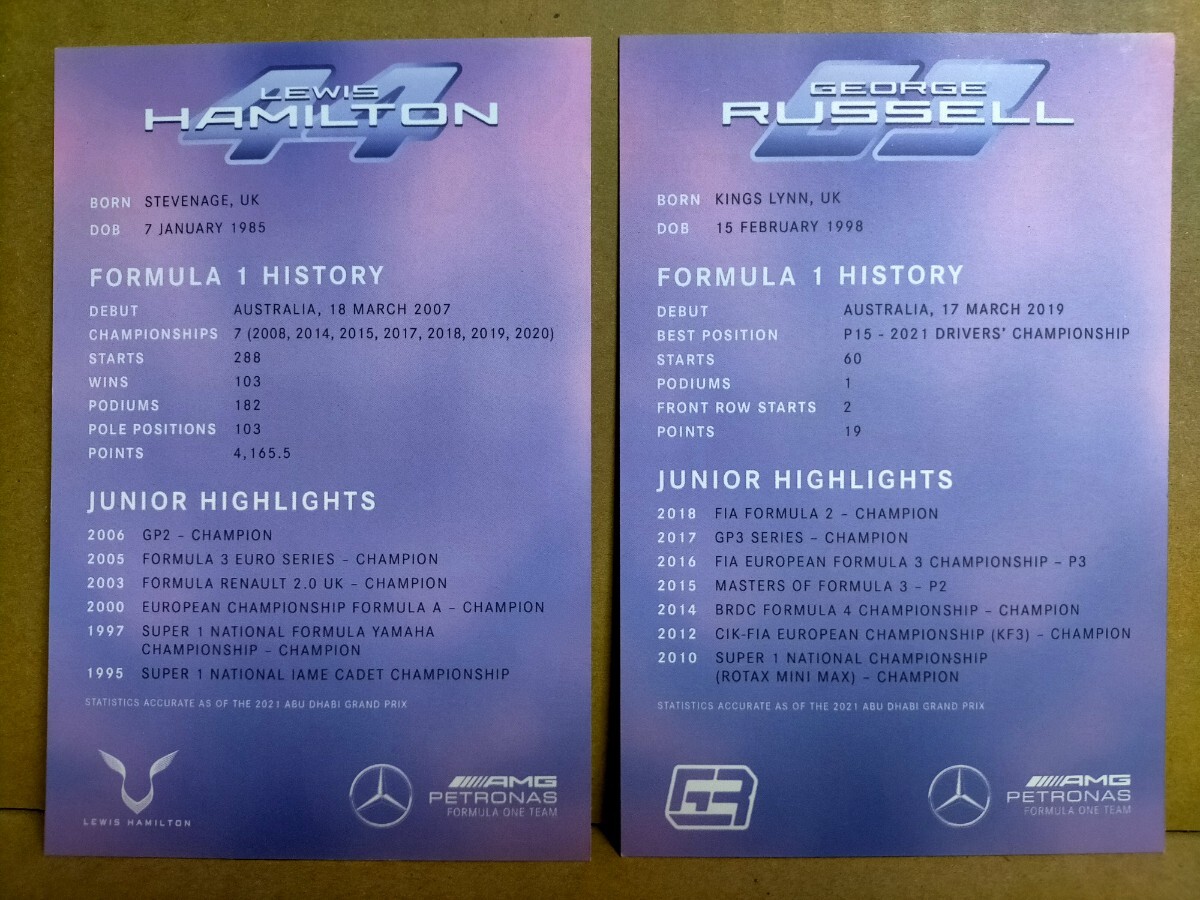 44
LEWIS
HAMILTON
BORN STEVENAGE, UK
DOB 7 JANUARY 1985
FORMULA 1 HISTORY
DEBUT AUSTRALIA, 18 MARCH 2007
CHAMPIONSHIPS 7 (2008, 2014, 2015, 2017, 2018, 2019, 2020)
STARTS 288
WINS 103
PODIUMS 182
POLE POSITIONS 103
POINTS 4,165.5
JUNIOR HIGHLIGHTS
2006 GP2 – CHAMPION
2005 FORMULA 3 EURO SERIES – CHAMPION
2003 FORMULA RENAULT 2.0 UK – CHAMPION
2000 EUROPEAN CHAMPIONSHIP FORMULA A – CHAMPION
1997 SUPER 1 NATIONAL FORMULA YAMAHA
CHAMPIONSHIP – CHAMPION
1995 SUPER 1 NATIONAL IAME CADET CHAMPIONSHIP
STATISTICS ACCURATE AS OF THE 2021 ABU DHABI GRAND PRIX
LEWIS HAMILTON
AMG
PETRONAS
FORMULA ONE TEAM
63
GEORGE
RUSSELL
BORN KINGS LYNN, UK
DOB 15 FEBRUARY 1998
FORMULA 1 HISTORY
DEBUT AUSTRALIA, 17 MARCH 2019
BEST POSITION P15 - 2021 DRIVERS' CHAMPIONSHIP
STARTS 60
PODIUMS 1
FRONT ROW STARTS 2
POINTS 19
JUNIOR HIGHLIGHTS
2018 FIA FORMULA 2 – CHAMPION
2017 GP3 SERIES – CHAMPION
2016 FIA EUROPEAN FORMULA 3 CHAMPIONSHIP – P3
2015 MASTERS OF FORMULA 3 – P2
2014 BRDC FORMULA 4 CHAMPIONSHIP – CHAMPION
2012 CIK-FIA EUROPEAN CHAMPIONSHIP (KF3) – CHAMPION
2010 SUPER 1 NATIONAL CHAMPIONSHIP
(ROTAX MINI MAX) – CHAMPION
STATISTICS ACCURATE AS OF THE 2021 ABU DHABI GRAND PRIX
AMG
PETRONAS
FORMULA ONE TEAM